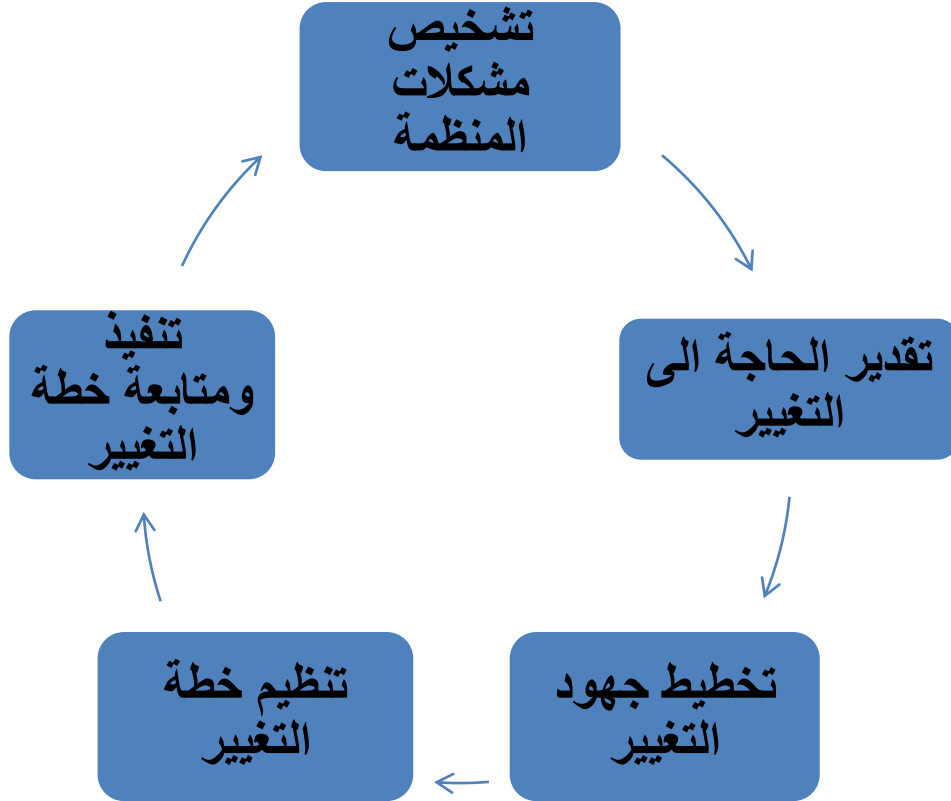 تشخيص
مشكلات
المنظمة
تقدير الحاجة الى
التغيير
تخطيط جهود
التغيير
تنظيم خطة
التغيير
تنفيذ
ومتابعة خطة
التغيير